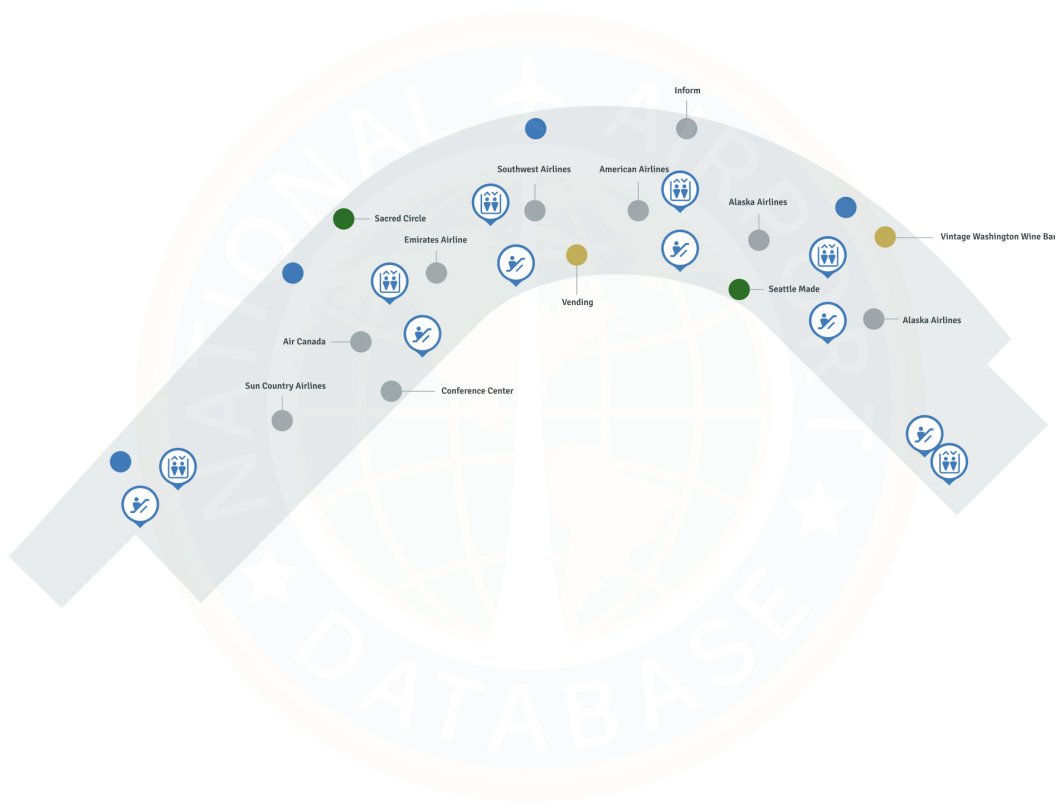 Inform
Southwest Airlines
American Airlines
Alaska Airlines
Sacred Circle
Emirates Airline
Vintage Washington Wine Bar
Seattle Made
Vending
Alaska Airlines
Air Canada
Sun Country Airlines
Conference Center
NATIONAL AIRPORT
DATABASE